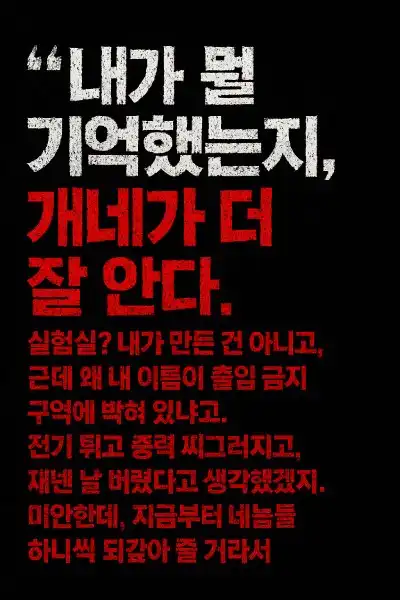 “내가 뭘
기억했는지,
개네가 더
잘 안다.
실험실? 내가 만든 건 아니고,
근데 왜 내 이름이 출입 금지
구역에 박혀 있냐고.
전기 튀고 중력 찌그러지고,
재넨 날 버렸다고 생각했겠지.
미안한데, 지금부터 네놈들
하니씩 되갚아 줄 거라서